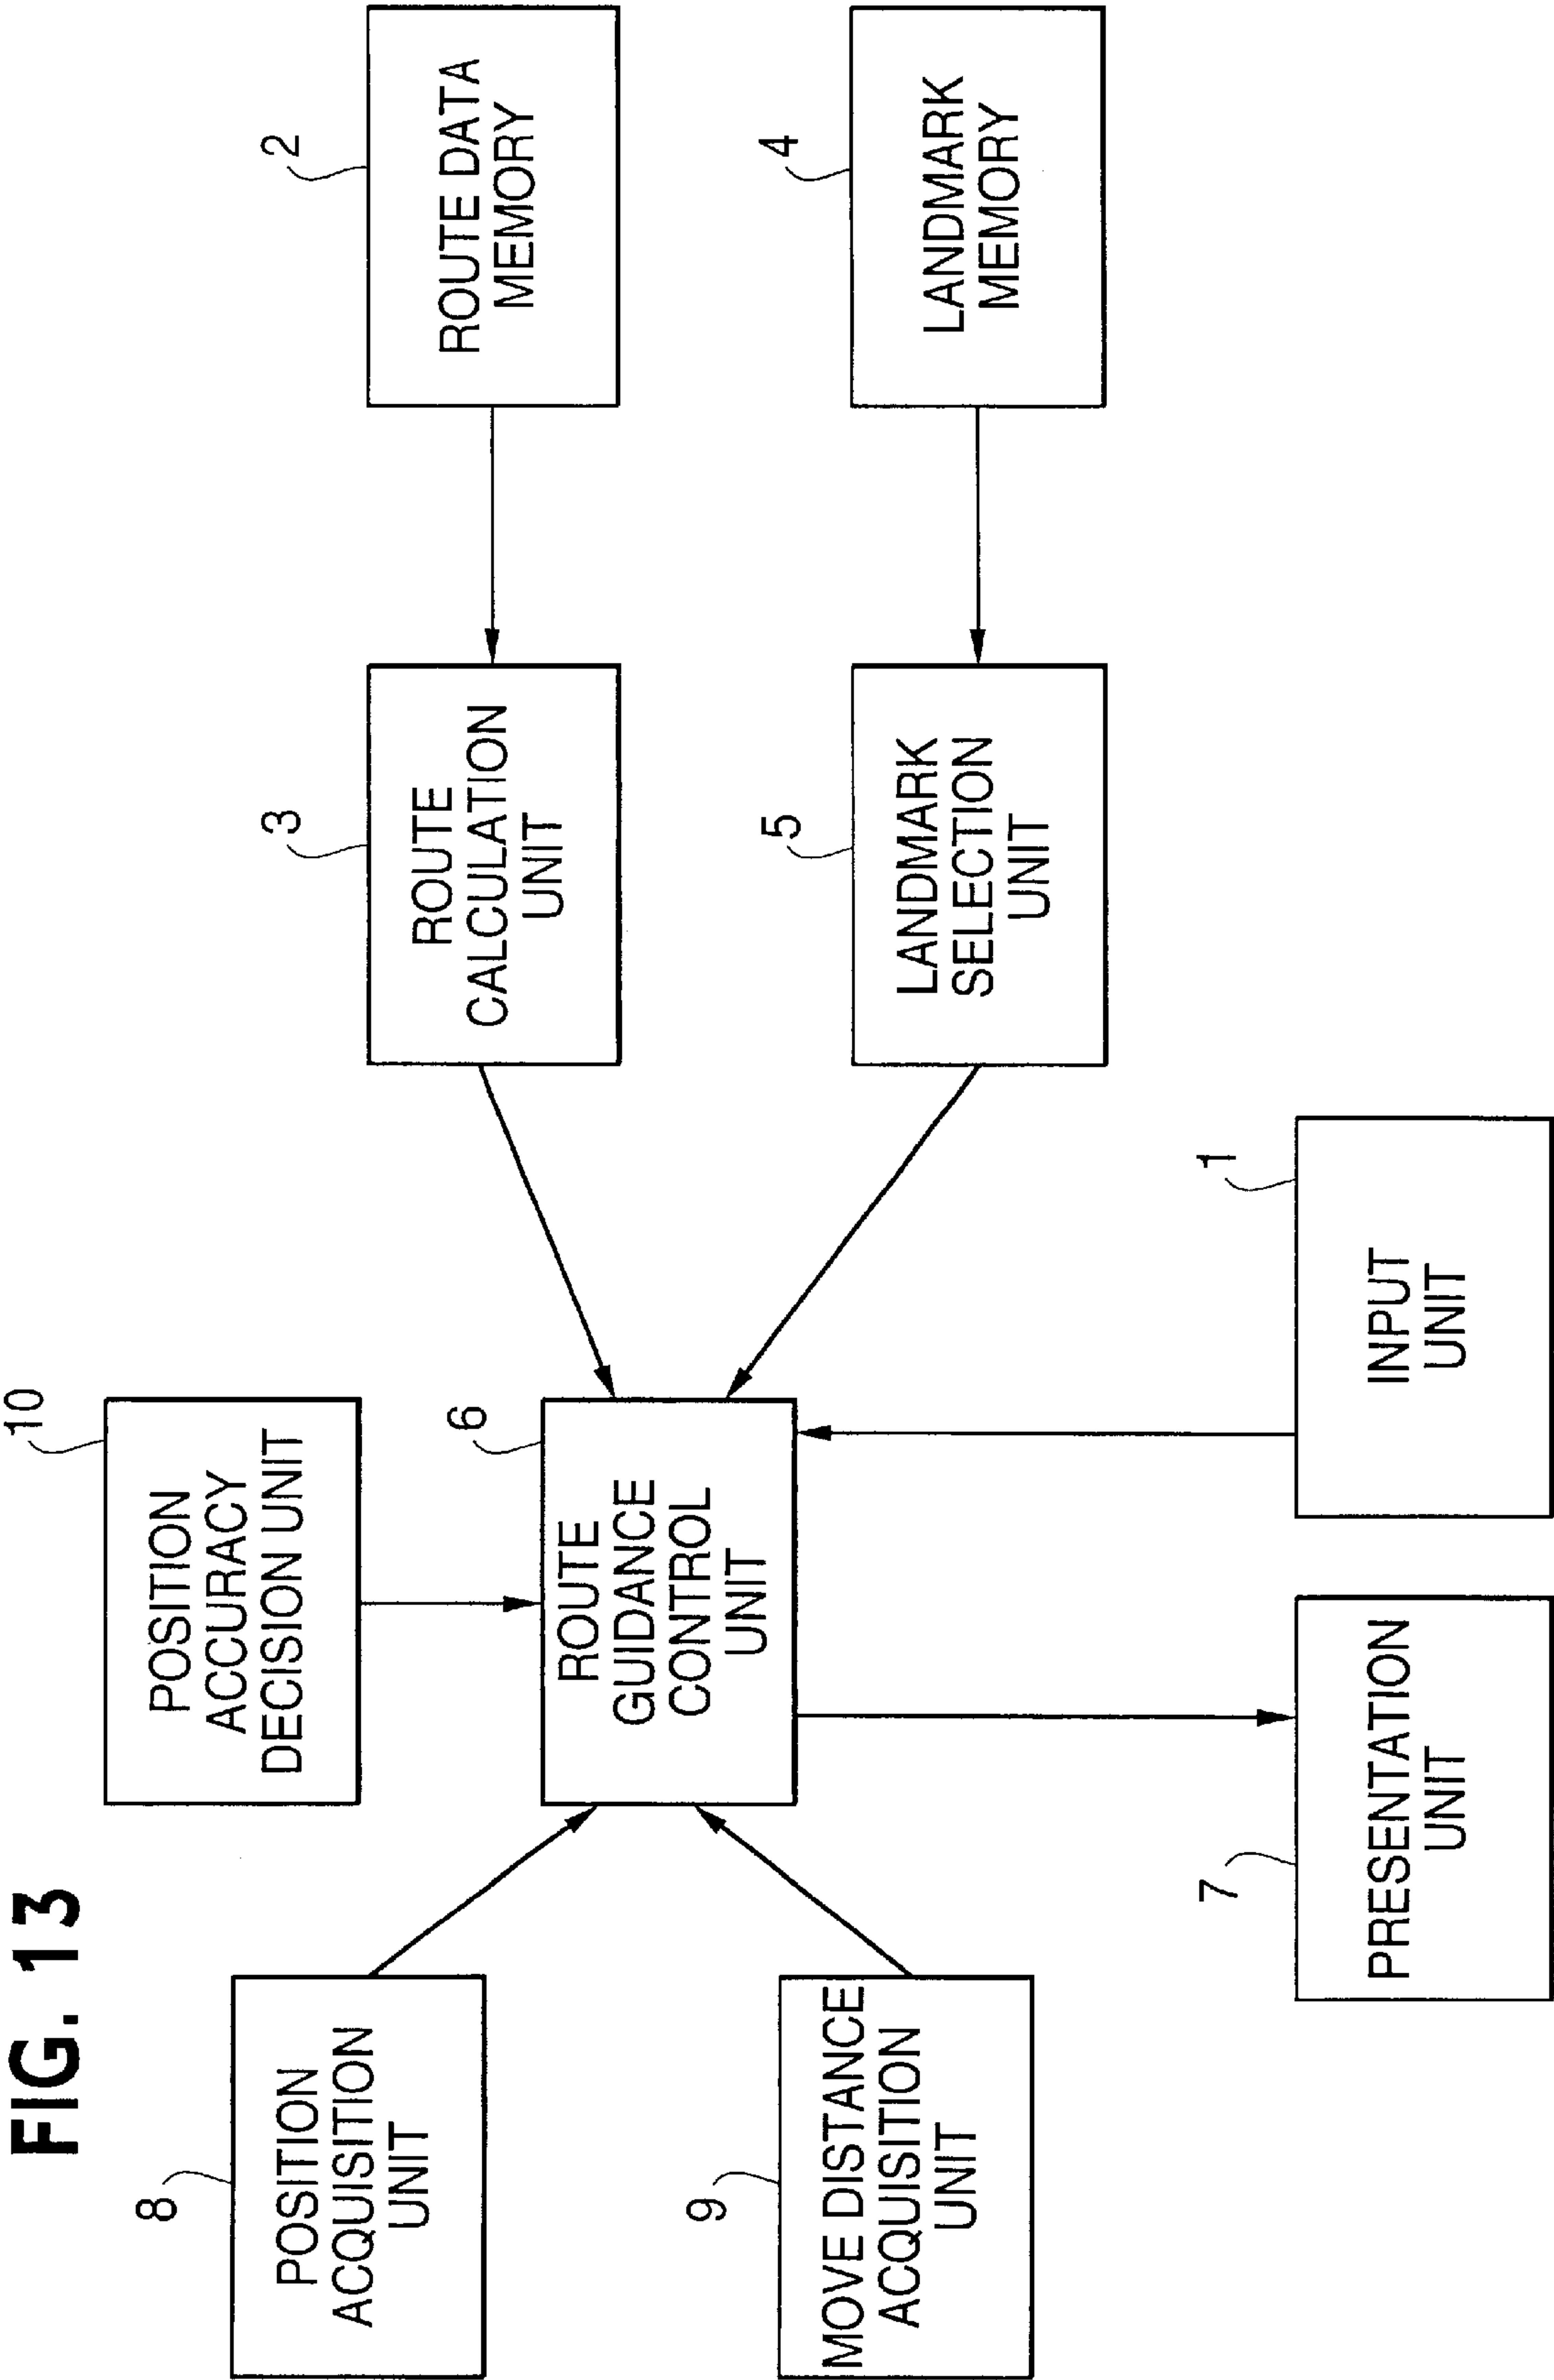 FIG. 13
10
POSITION
ACCURACY
DECISION UNIT
8
POSITION
ACQUISITION
UNIT
3
ROUTE
CALCULATION
UNIT
2
ROUTE DATA
MEMORY
6
ROUTE
GUIDANCE
CONTROL
UNIT
9
MOVE DISTANCE
ACQUISITION
UNIT
5
LANDMARK
SELECTION
UNIT
4
LANDMARK
MEMORY
7
PRESENTATION
UNIT
1
INPUT
UNIT